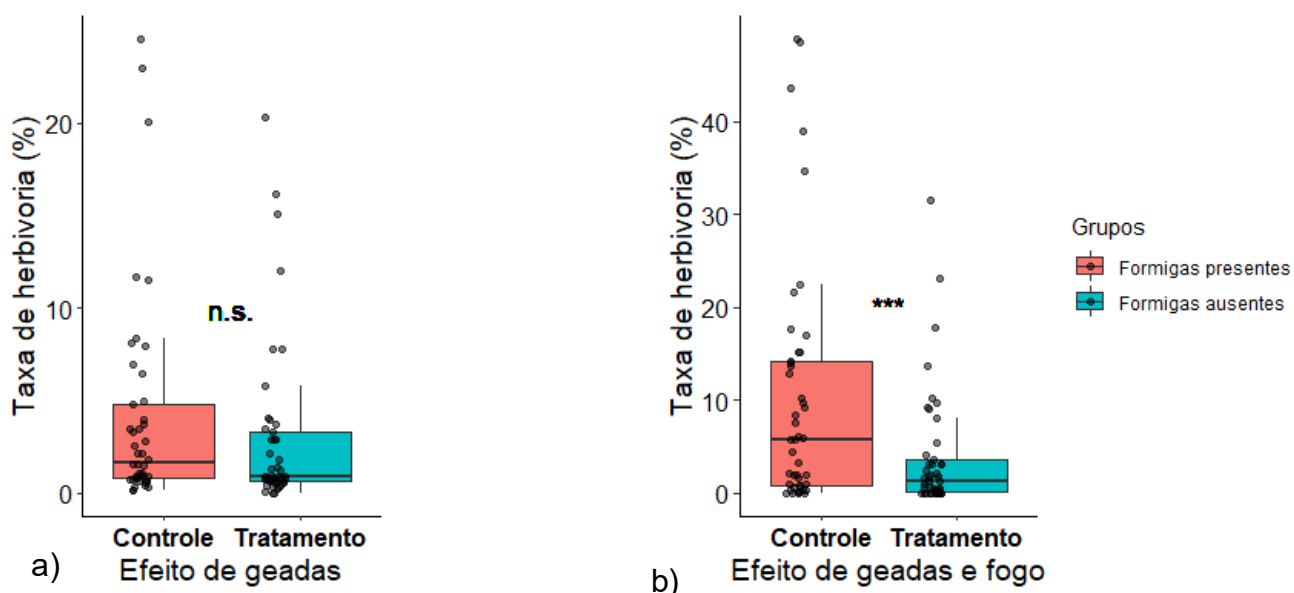 Taxa de herbivoria (%)
20
10
0
n.s.
Controle Tratamento
Efeito de geadas
a)
Taxa de herbivoria (%)
40
30
20
10
0
***
Controle Tratamento
Efeito de geadas e fogo
b)
Grupos
Formigas presentes
Formigas ausentes